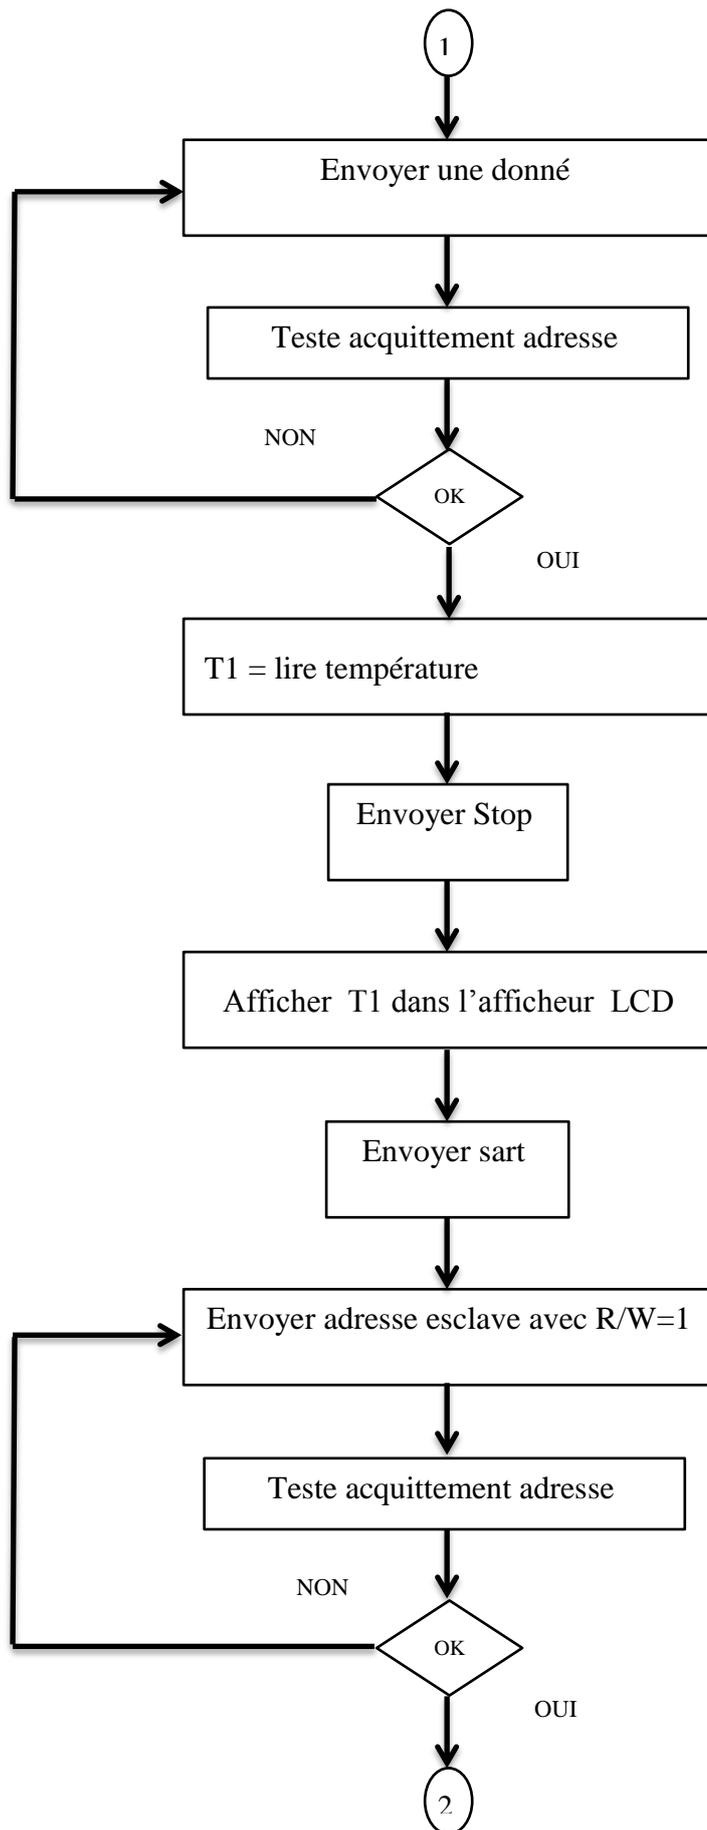 1
Envoyer une donné
Teste acquittement adresse
NON
OK
OUI
T1 = lire température
Envoyer Stop
Afficher T1 dans l’afficheur LCD
Envoyer sart
Envoyer adresse esclave avec R/W=1
Teste acquittement adresse
NON
OK
OUI
2